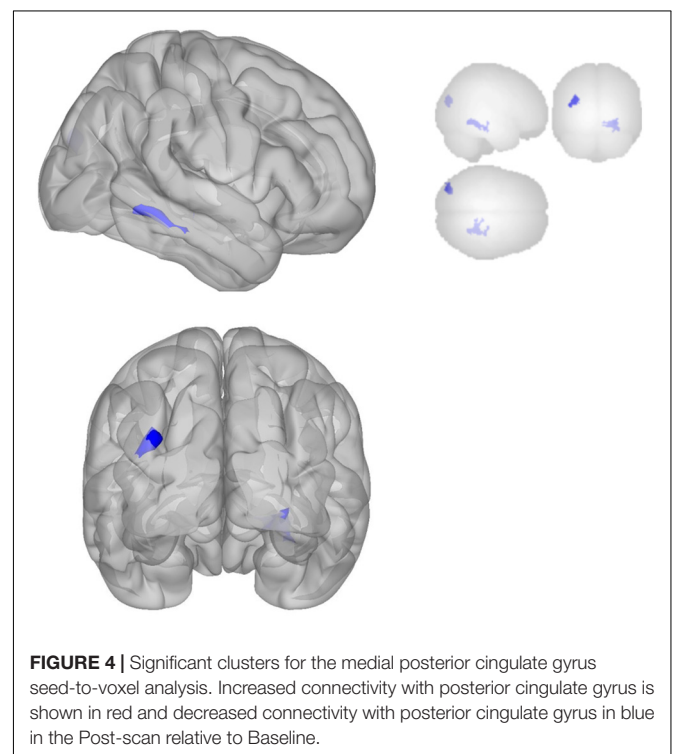 FIGURE 4 | Significant clusters for the medial posterior cingulate gyrus
seed-to-voxel analysis. Increased connectivity with posterior cingulate gyrus is
shown in red and decreased connectivity with posterior cingulate gyrus in blue
in the Post-scan relative to Baseline.